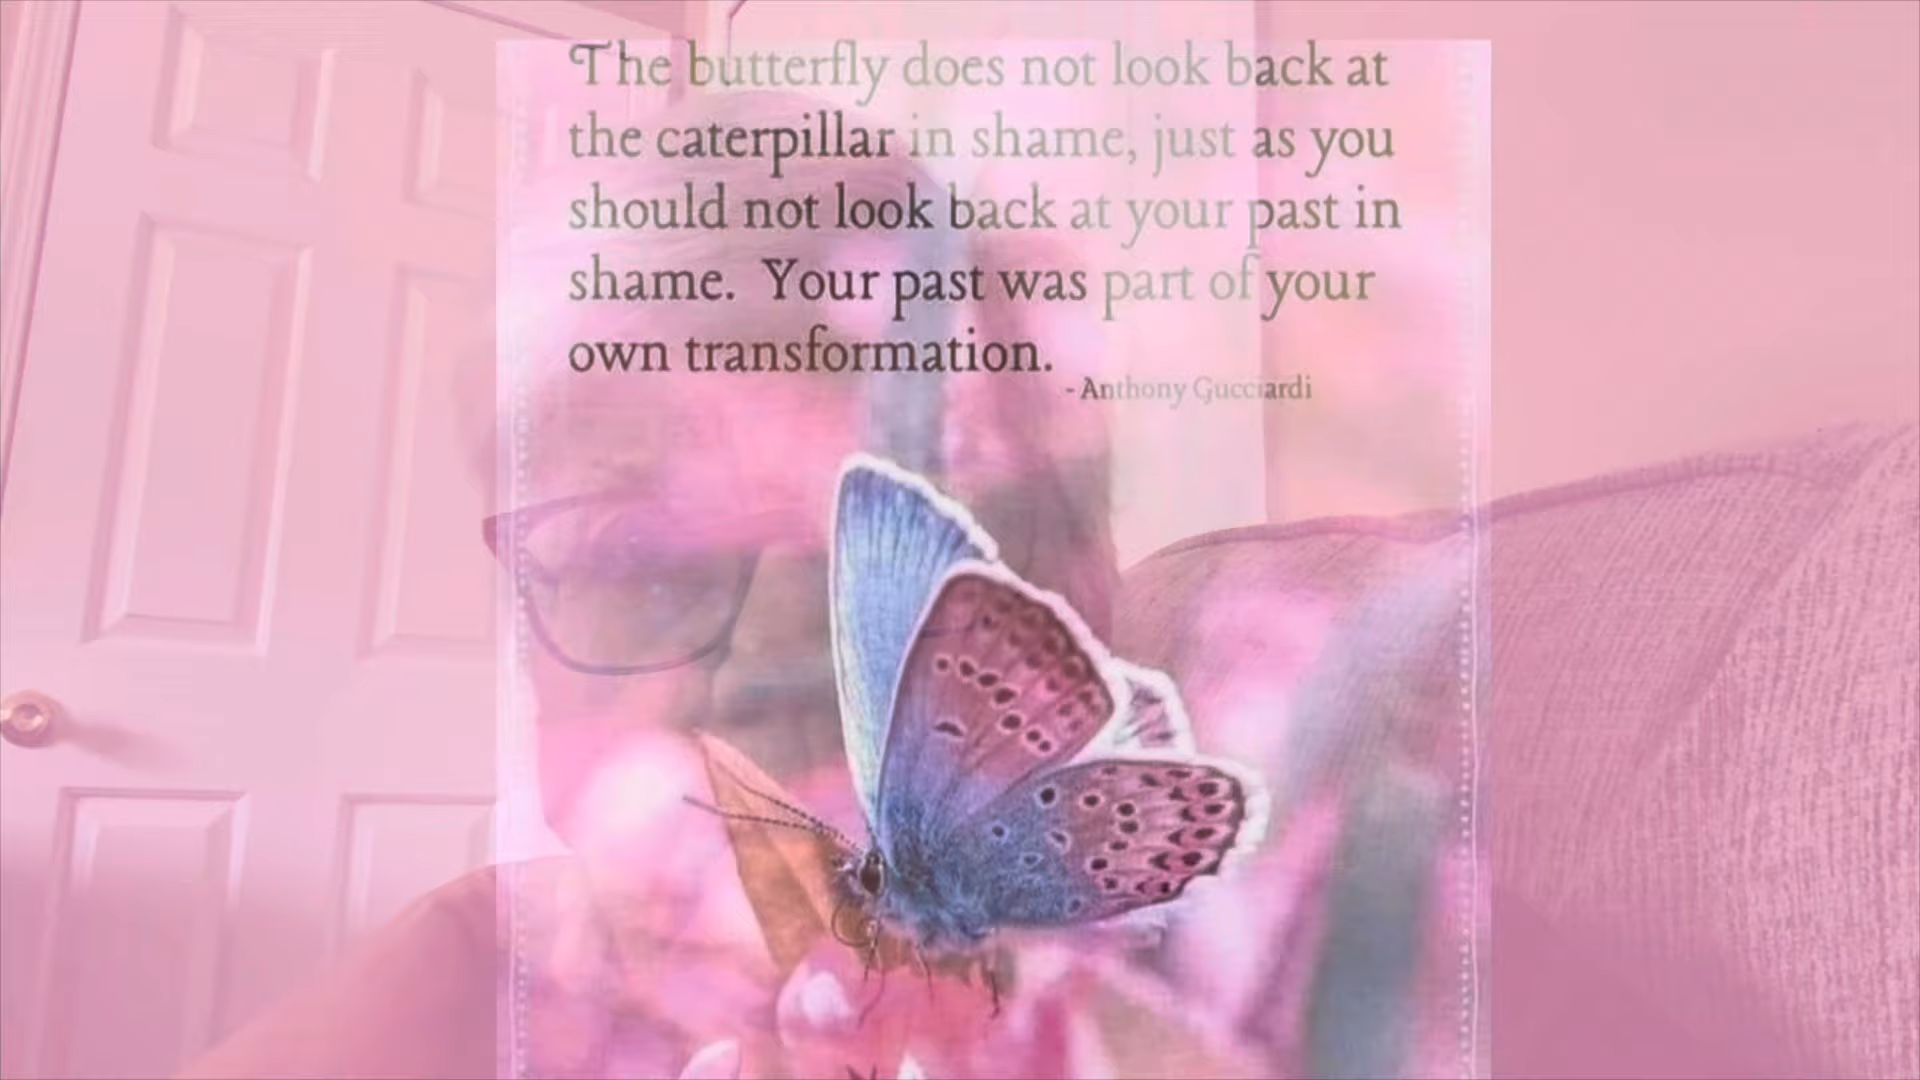 The butterfly does not look back at
the caterpillar in shame, just as you
should not look back at your past in
shame. Your past was part of your
own transformation.
- Anthony Gucciardi